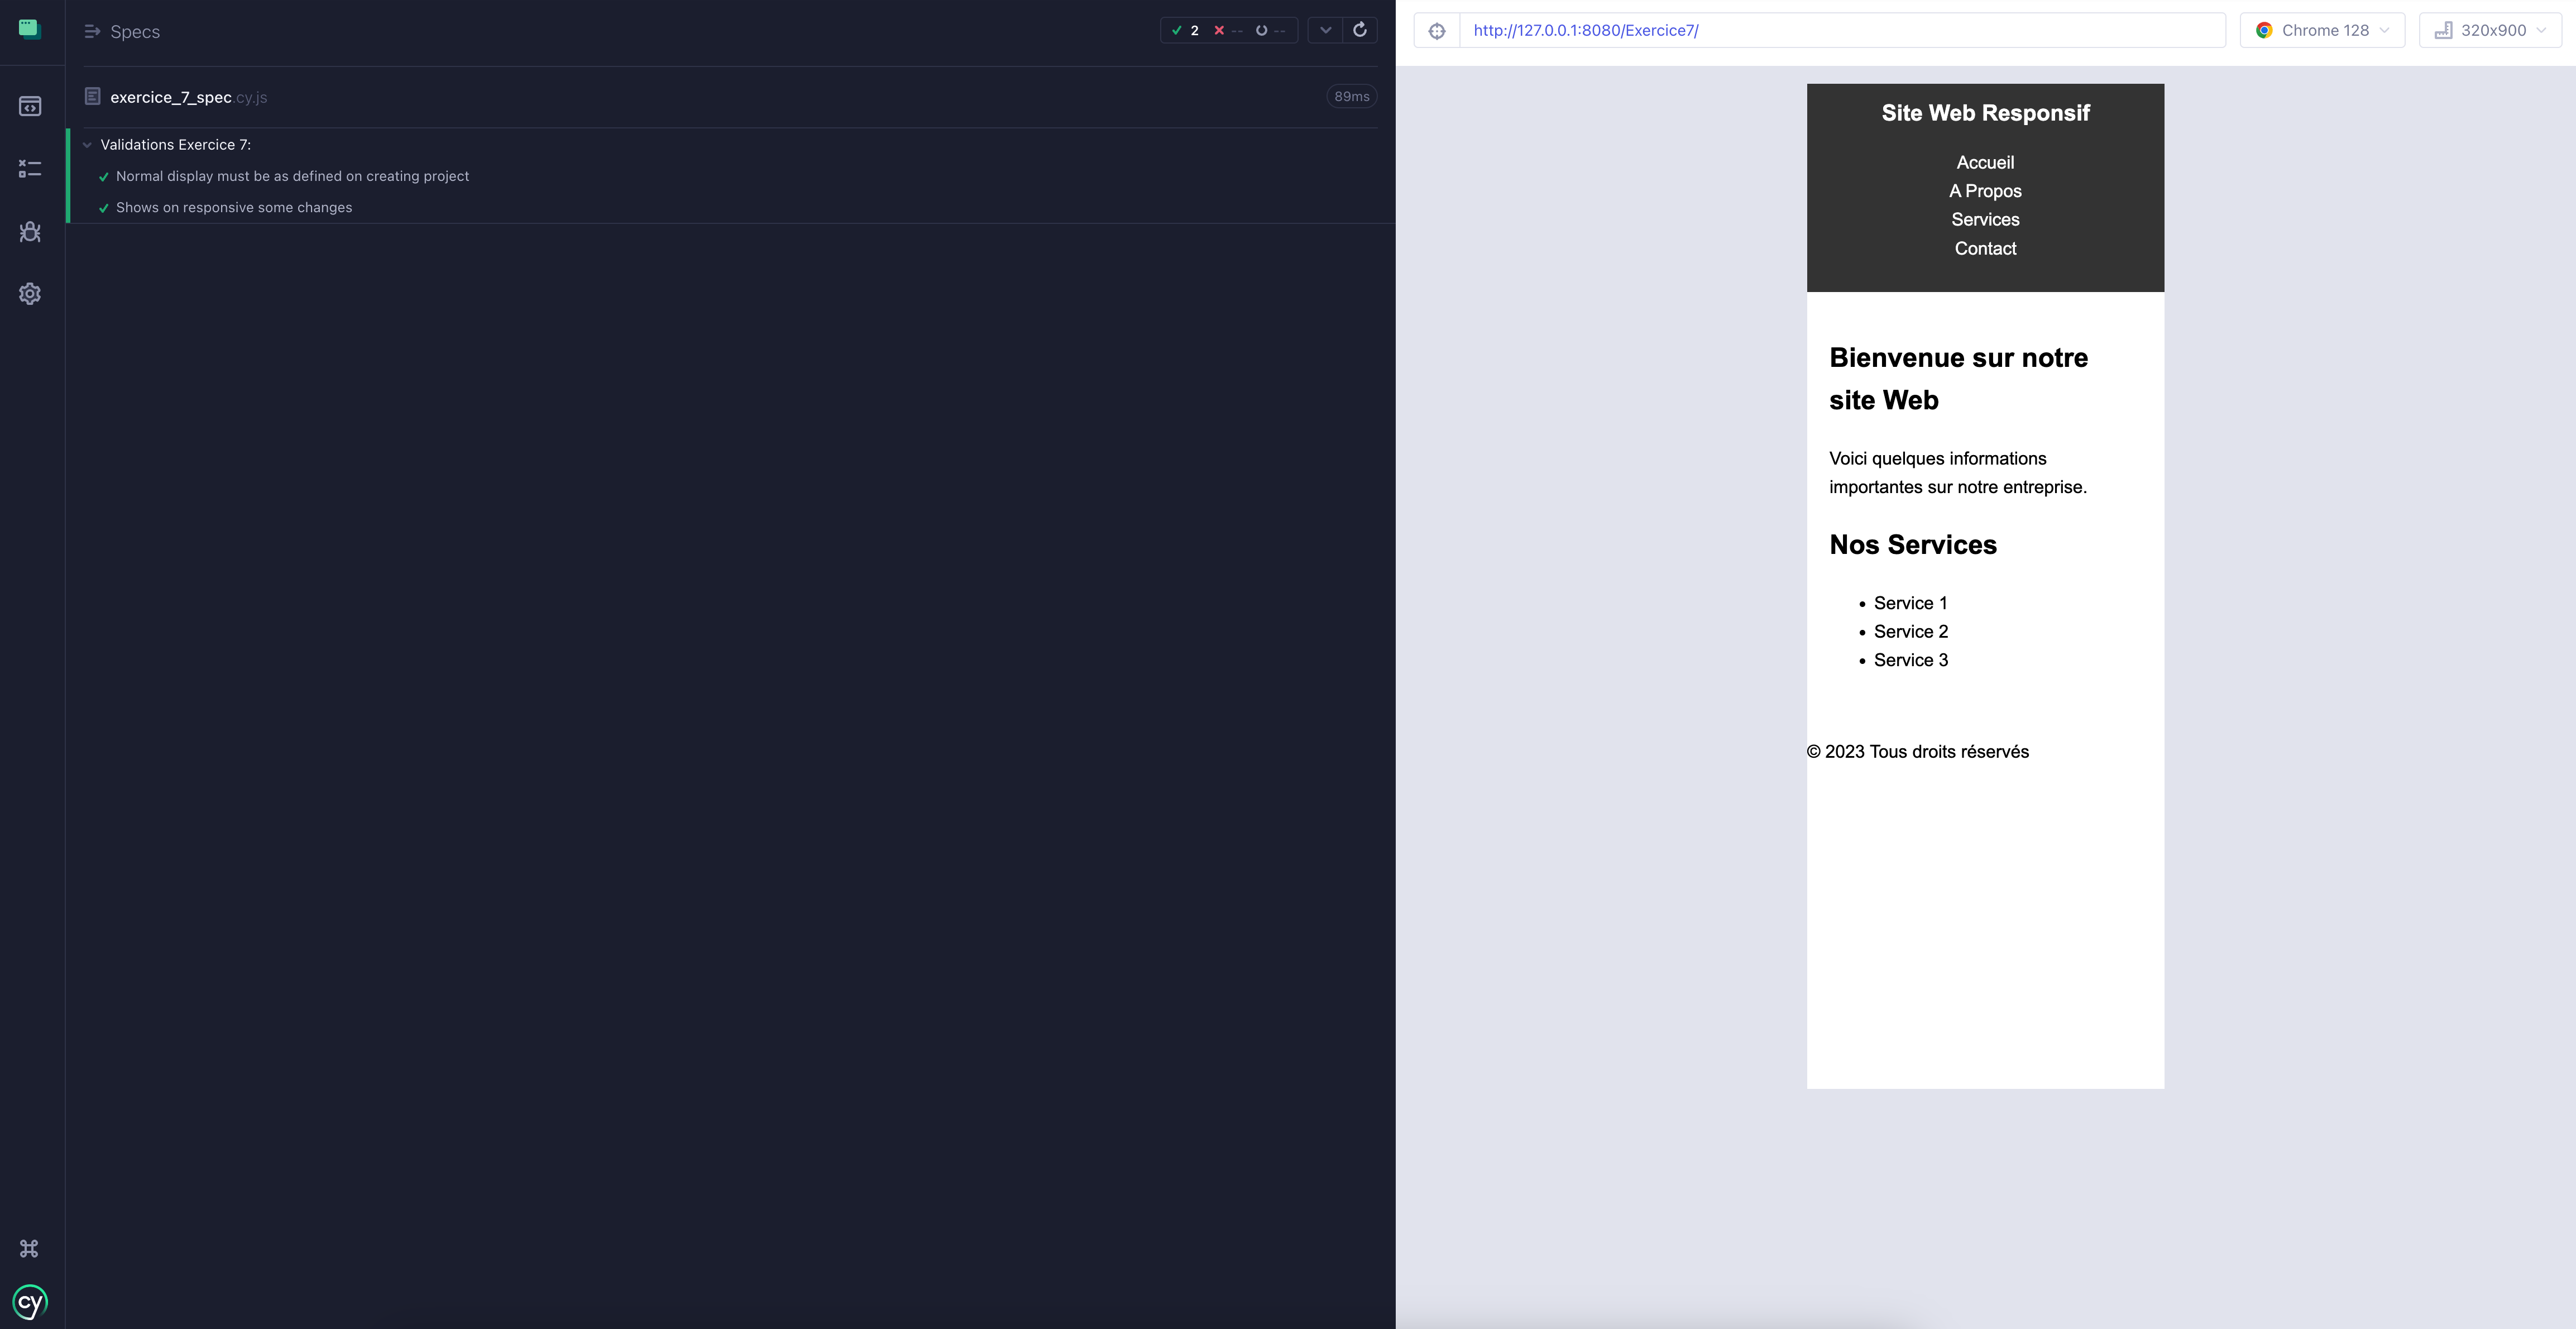 Specs
2 -- --
exercice_7_spec.cy.js
89ms
Validations Exercice 7:
Normal display must be as defined on creating project
Shows on responsive some changes
cy
http://127.0.0.1:8080/Exercice7/
Chrome 128
320x900
Site Web Responsif
Accueil
A Propos
Services
Contact
Bienvenue sur notre
site Web
Voici quelques informations
importantes sur notre entreprise.
Nos Services
• Service 1
• Service 2
• Service 3
© 2023 Tous droits réservés